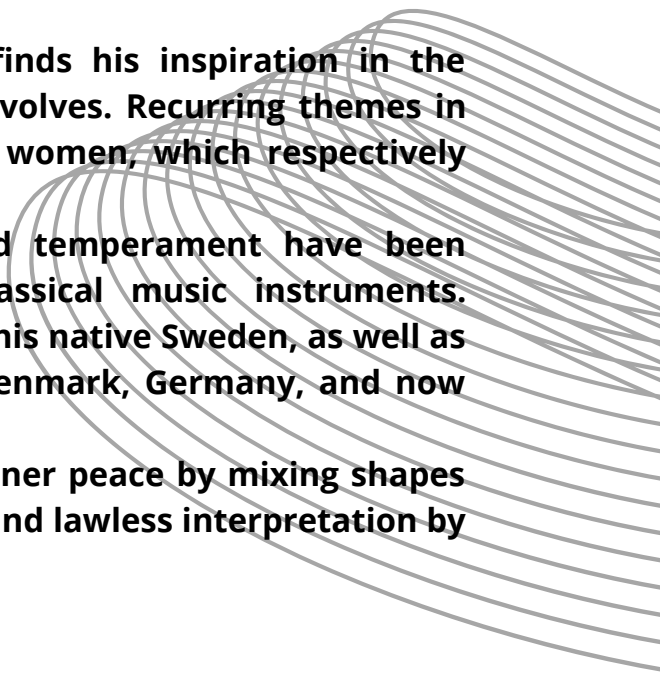 finds his inspiration in the
volves. Recurring themes in
women, which respectively
d temperament have been
assical music instruments.
his native Sweden, as well as
enmark, Germany, and now
ner peace by mixing shapes
nd lawless interpretation by